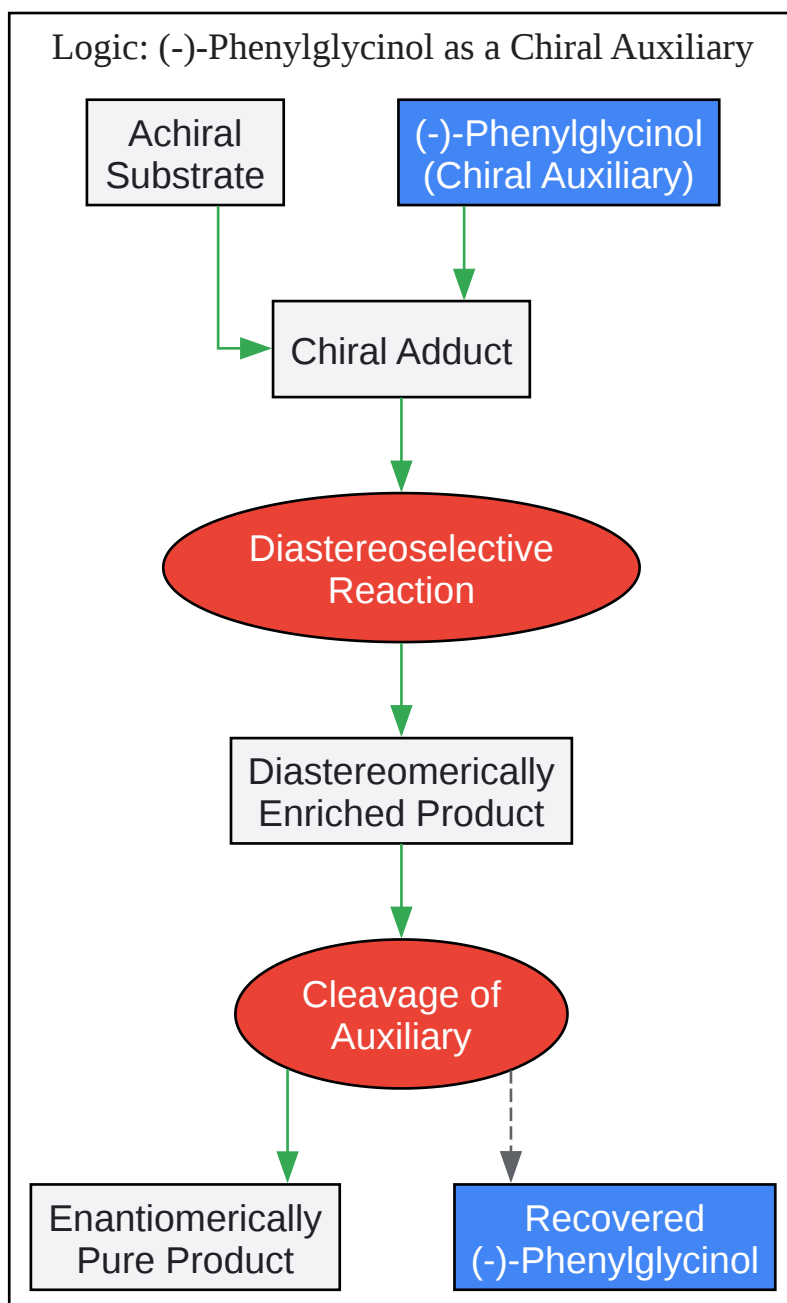 Logic: (-)-Phenylglycinol as a Chiral Auxiliary
Achiral
Substrate
(-)-Phenylglycinol
(Chiral Auxiliary)
Chiral Adduct
Diastereoselective
Reaction
Diastereomerically
Enriched Product
Cleavage of
Auxiliary
Enantiomerically
Pure Product
Recovered
(-)-Phenylglycinol